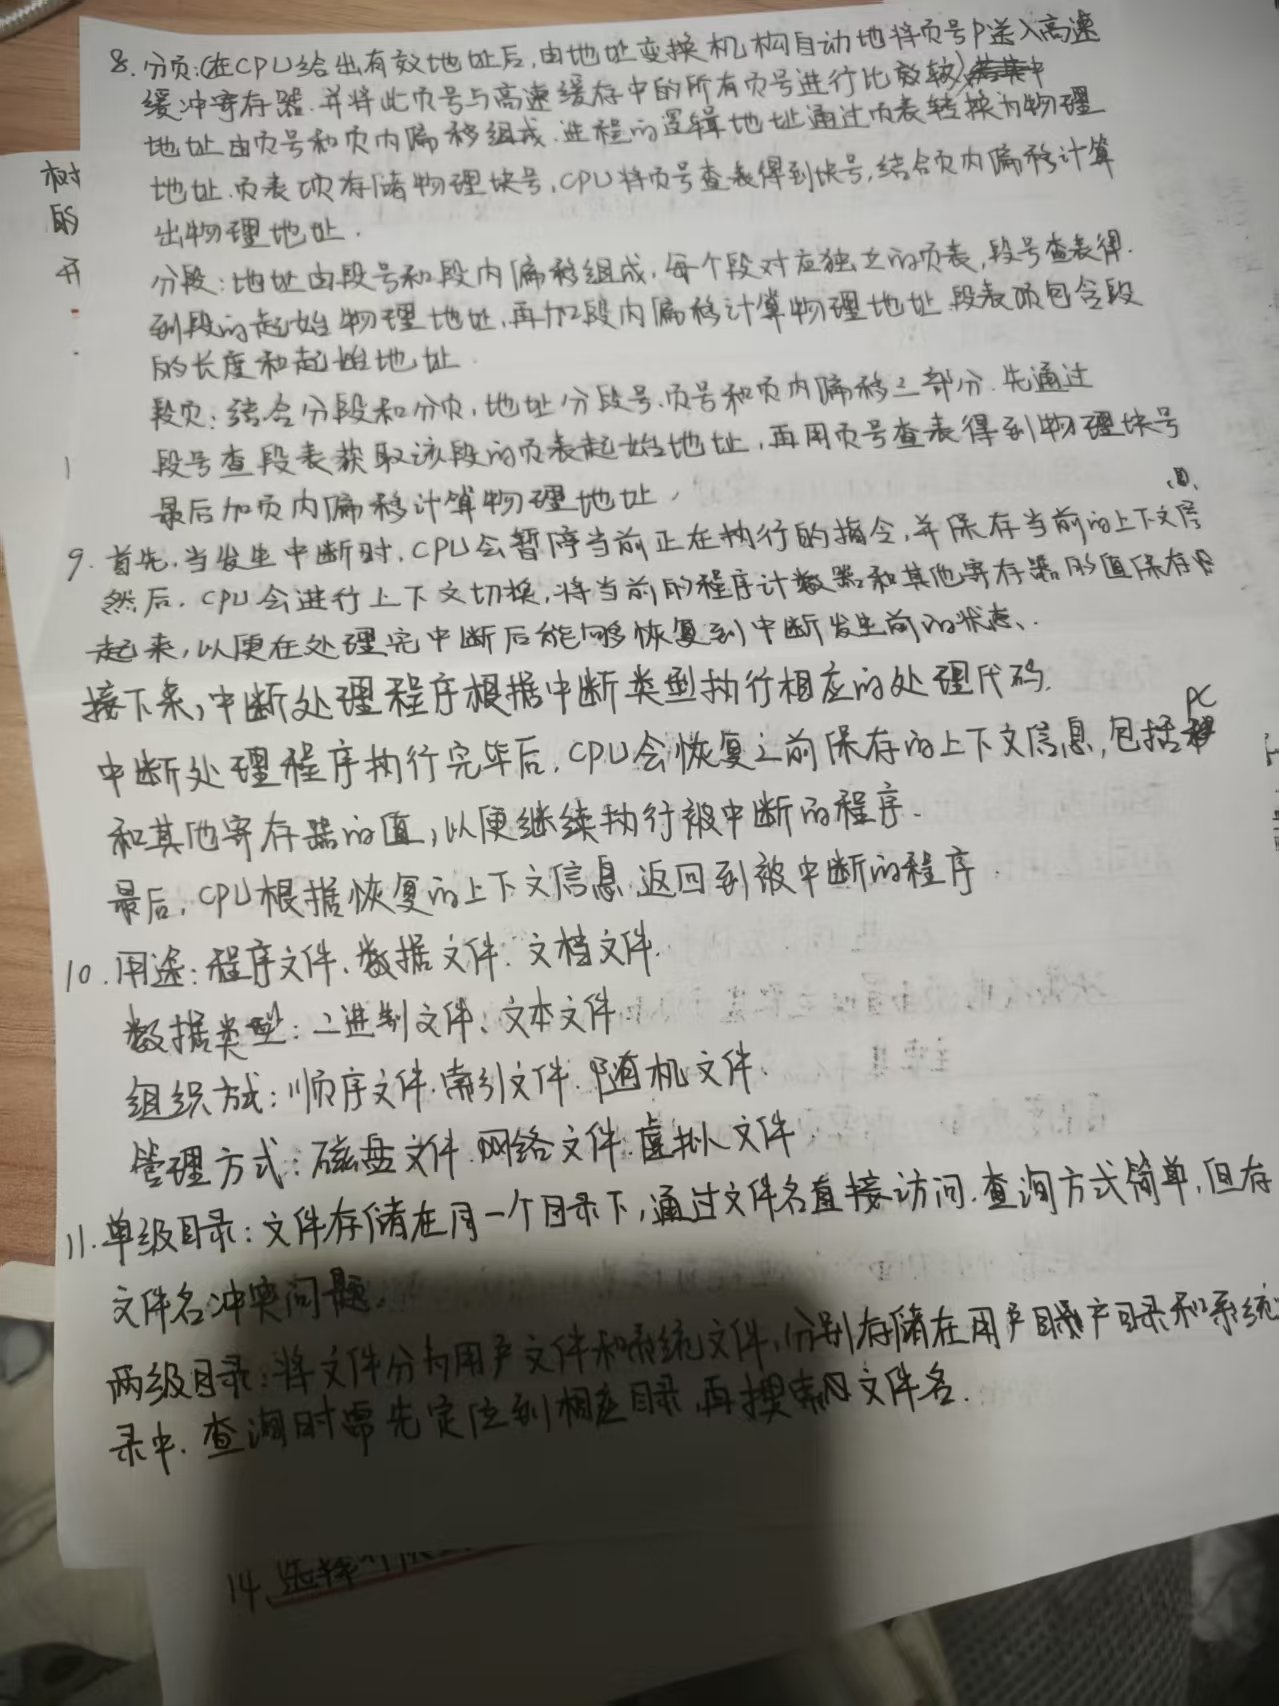 8. 分页:(在CPU给出有效地址后,由地址变换机构自动地将页号P送入高速
缓冲寄存器.并将此页号与高速缓存中的所有页号进行比较)
地址由页号和页内偏移组成.进程的逻辑地址通过页表转换为物理
地址.页表项存储物理块号,CPU将页号查表得到块号,结合页内偏移计算
出物理地址.
分段:地址由段号和段内偏移组成,每个段对应独立的页表,段号查表得.
到段的起始物理地址,再加段内偏移计算物理地址.段表项包含段
的长度和起始地址.
段页:结合分段和分页,地址分段号、页号和页内偏移三部分.先通过
段号查段表获取该段的页表起始地址,再用页号查表得到物理块号
最后加页内偏移计算物理地址,
9. 首先,当发生中断时,CPU会暂停当前正在执行的指令,并保存当前的上下文信息.
然后,CPU会进行上下文切换,将当前的程序计数器和其他寄存器的值保存
起来,以便在处理完中断后能够恢复到中断发生前的状态.
接下来,中断处理程序根据中断类型执行相应的处理代码.
中断处理程序执行完毕后,CPU会恢复之前保存的上下文信息,包括PC
和其他寄存器的值,以便继续执行被中断的程序.
最后,CPU根据恢复的上下文信息,返回到被中断的程序.
10. 用途:程序文件、数据文件、文档文件.
数据类型:二进制文件、文本文件
组织方式:顺序文件.索引文件.随机文件.
管理方式:磁盘文件.网络文件.虚拟文件
11. 单级目录:文件存储在同一个目录下,通过文件名直接访问.查询方式简单,但存
文件名冲突问题.
两级目录:将文件分为用户文件和系统文件,分别存储在用户目录和系统
录中.查询时需先定位到相应目录,再搜索文件名.
14、选择
树
的
开